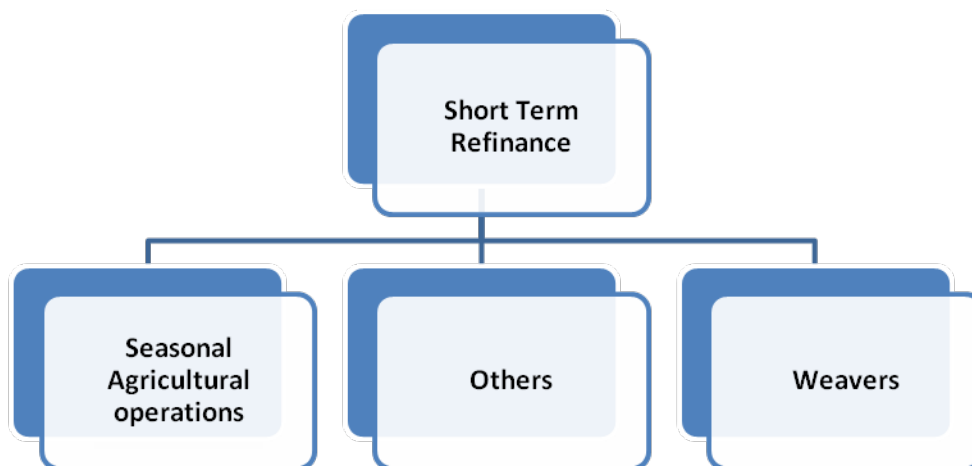 Short Term
Refinance
Seasonal
Agricultural
operations
Others
Weavers